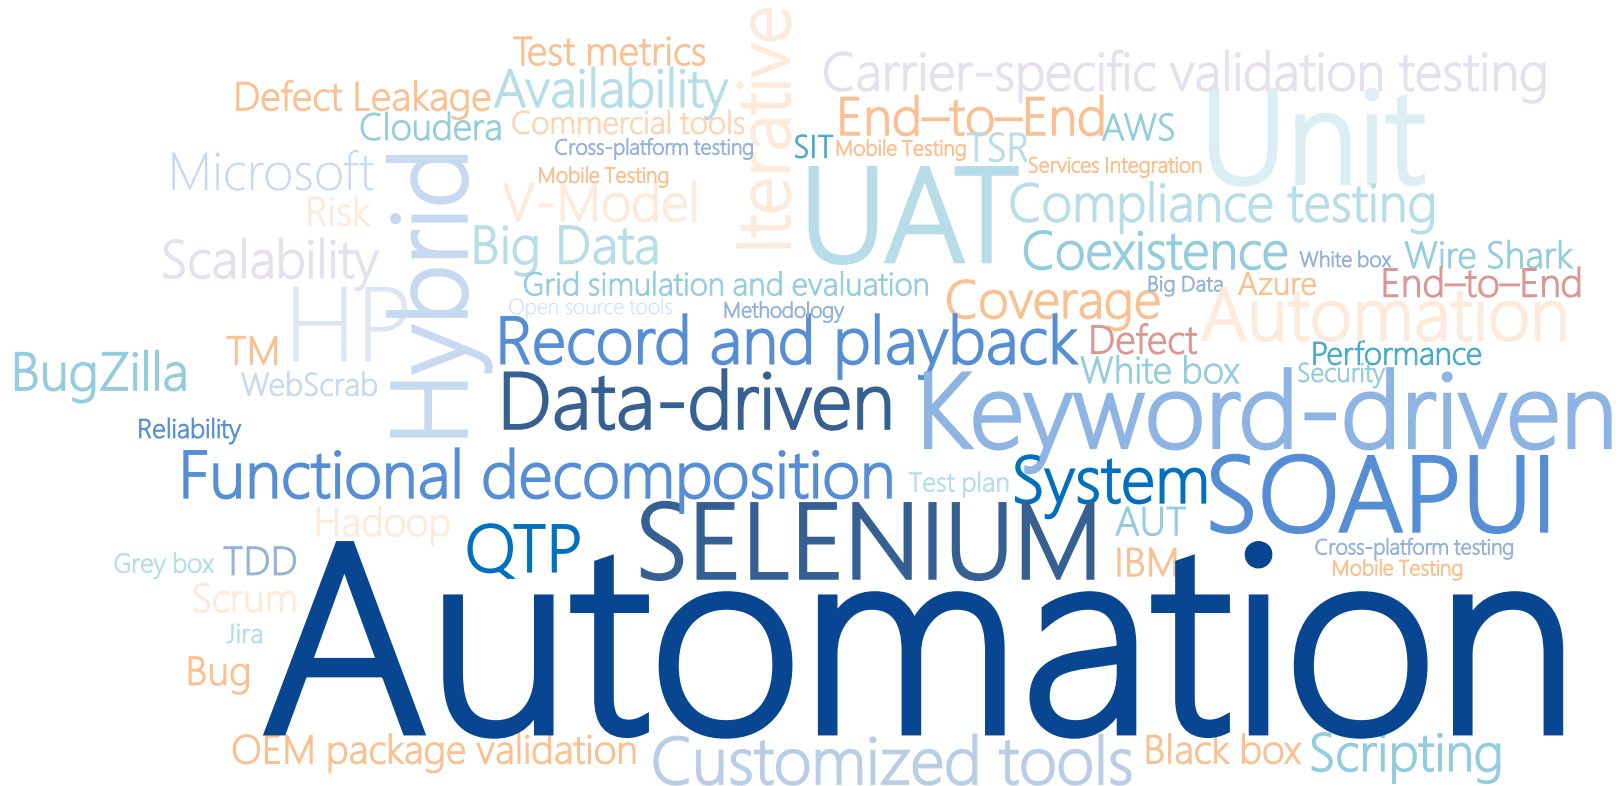 Test metrics
Iterative
Carrier-specific validation testing
Defect Leakage
Availability
Unit
Cloudera
Commercial tools
End–to–End
AWS
Cross-platform testing
SIT
Mobile Testing
TSR
Services Integration
Microsoft
Hybrid
Mobile Testing
UAT
Risk
V-Model
Compliance testing
Scalability
Big Data
Coexistence
White box
Wire Shark
Grid simulation and evaluation
Big Data
Azure
End–to–End
HP
Open source tools
Methodology
Coverage
Automation
TM
Record and playback
Defect
Performance
BugZilla
WebScrab
White box
Security
Data-driven
Keyword-driven
Reliability
Functional decomposition
Test plan
System
SOAPUI
Hadoop
QTP
SELENIUM
AUT
Grey box
TDD
IBM
Cross-platform testing
Mobile Testing
Scrum
Automation
Jira
Bug
OEM package validation
Customized tools
Black box
Scripting